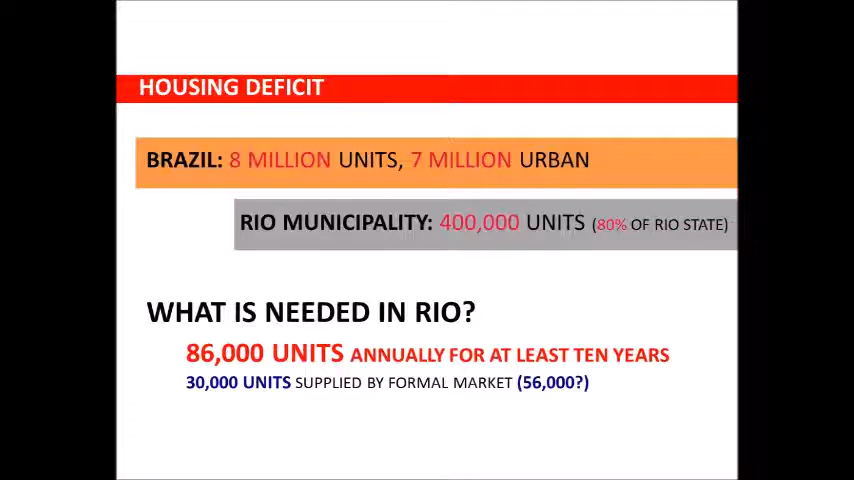 HOUSING DEFICIT
BRAZIL: 8 MILLION UNITS, 7 MILLION URBAN
RIO MUNICIPALITY: 400,000 UNITS (80% OF RIO STATE)
WHAT IS NEEDED IN RIO?
86,000 UNITS ANNUALLY FOR AT LEAST TEN YEARS
30,000 UNITS SUPPLIED BY FORMAL MARKET (56,000?)